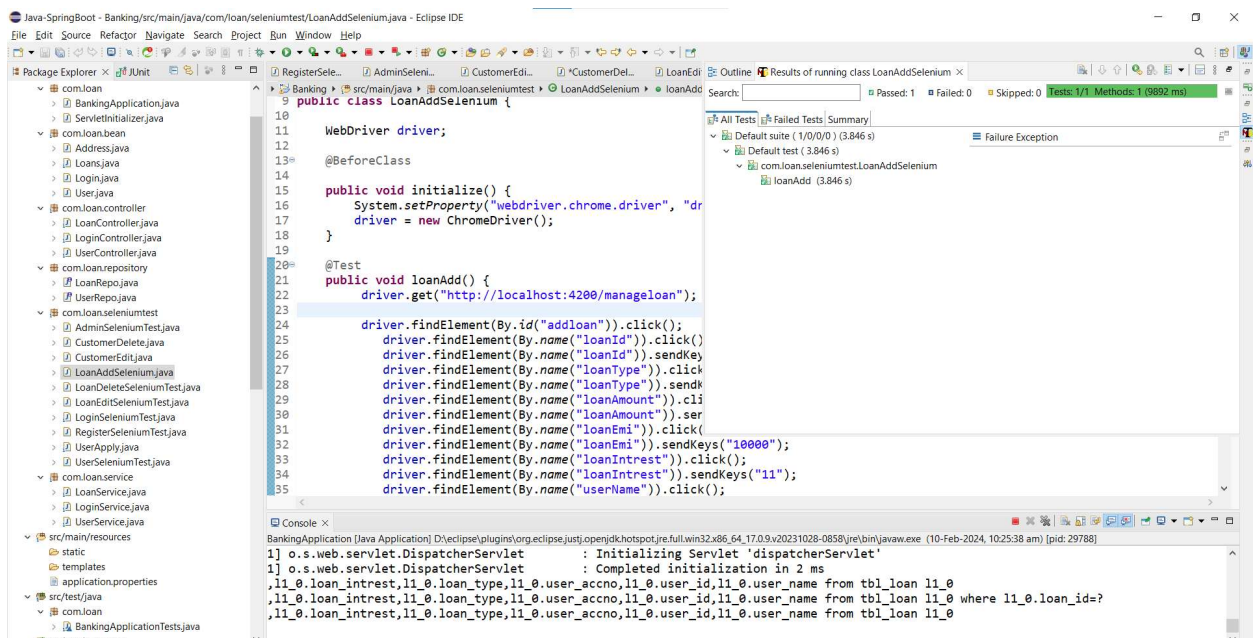 Java-SpringBoot - Banking/src/main/java/com/loan/seleniumtest/LoanAddSelenium.java - Eclipse IDE
File Edit Source Refactor Navigate Search Project Run Window Help
Package Explorer × JUnit
com.loan
BankingApplication.java
ServletInitializer.java
com.loan.bean
Address.java
Loans.java
Login.java
User.java
com.loan.controller
LoanController.java
LoginController.java
UserController.java
com.loan.repository
LoanRepo.java
UserRepo.java
com.loan.seleniumtest
AdminSeleniumTest.java
CustomerDelete.java
CustomerEdit.java
LoanAddSelenium.java
LoanDeleteSeleniumTest.java
LoanEditSeleniumTest.java
LoginSeleniumTest.java
RegisterSeleniumTest.java
UserApply.java
UserSeleniumTest.java
com.loan.service
LoanService.java
LoginService.java
UserService.java
src/main/resources
static
templates
application.properties
src/test/java
com.loan
BankingApplicationTests.java
RegisterSele... AdminSeleni... CustomerEdi... *CustomerDel... LoanEdi
Banking src/main/java com.loan.seleniumtest LoanAddSelenium loanAdd
9 public class LoanAddSelenium {
10
11 WebDriver driver;
12
13 @BeforeClass
14
15 public void initialize() {
16 System.setProperty("webdriver.chrome.driver", "dr
17 driver = new ChromeDriver();
18 }
19
20 @Test
21 public void loanAdd() {
22 driver.get("http://localhost:4200/manageloan");
23
24 driver.findElement(By.id("addloan")).click();
25 driver.findElement(By.name("loanId")).click()
26 driver.findElement(By.name("loanId")).sendKey
27 driver.findElement(By.name("loanType")).click
28 driver.findElement(By.name("loanType")).sendK
29 driver.findElement(By.name("loanAmount")).cli
30 driver.findElement(By.name("loanAmount")).ser
31 driver.findElement(By.name("loanEmi")).click(
32 driver.findElement(By.name("loanEmi")).sendKeys("10000");
33 driver.findElement(By.name("loanIntrest")).click();
34 driver.findElement(By.name("loanIntrest")).sendKeys("11");
35 driver.findElement(By.name("userName")).click();
Outline Results of running class LoanAddSelenium ×
Search: Passed: 1 Failed: 0 Skipped: 0 Tests: 1/1 Methods: 1 (9892 ms)
All Tests Failed Tests Summary
Default suite ( 1/0/0/0 ) (3.846 s)
Default test ( 3.846 s)
com.loan.seleniumtest.LoanAddSelenium
loanAdd (3.846 s)
Failure Exception
Console ×
BankingApplication [Java Application] D:\eclipse\plugins\org.eclipse.justj.openjdk.hotspot.jre.full.win32.x86_64_17.0.9.v20231028-0858\jre\bin\javaw.exe (10-Feb-2024, 10:25:38 am) [pid: 29788]
1] o.s.web.servlet.DispatcherServlet : Initializing Servlet 'dispatcherServlet'
1] o.s.web.servlet.DispatcherServlet : Completed initialization in 2 ms
,l1_0.loan_intrest,l1_0.loan_type,l1_0.user_accno,l1_0.user_id,l1_0.user_name from tbl_loan l1_0
,l1_0.loan_intrest,l1_0.loan_type,l1_0.user_accno,l1_0.user_id,l1_0.user_name from tbl_loan l1_0 where l1_0.loan_id=?
,l1_0.loan_intrest,l1_0.loan_type,l1_0.user_accno,l1_0.user_id,l1_0.user_name from tbl_loan l1_0